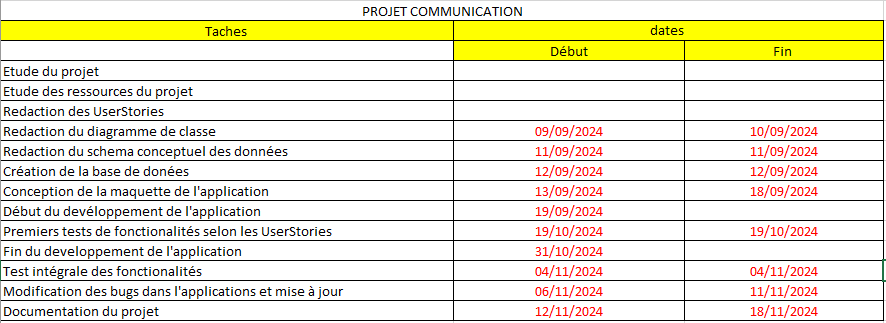 PROJET COMMUNICATION
Taches dates
Début Fin
Etude du projet
Etude des ressources du projet
Redaction des UserStories
Redaction du diagramme de classe 09/09/2024 10/09/2024
Redaction du schema conceptuel des données 11/09/2024 11/09/2024
Création de la base de donées 12/09/2024 12/09/2024
Conception de la maquette de l'application 13/09/2024 18/09/2024
Début du devéloppement de l'application 19/09/2024
Premiers tests de fonctionalités selon les UserStories 19/10/2024 19/10/2024
Fin du developpement de l'application 31/10/2024
Test intégrale des fonctionalités 04/11/2024 04/11/2024
Modification des bugs dans l'applications et mise à jour 06/11/2024 11/11/2024
Documentation du projet 12/11/2024 18/11/2024